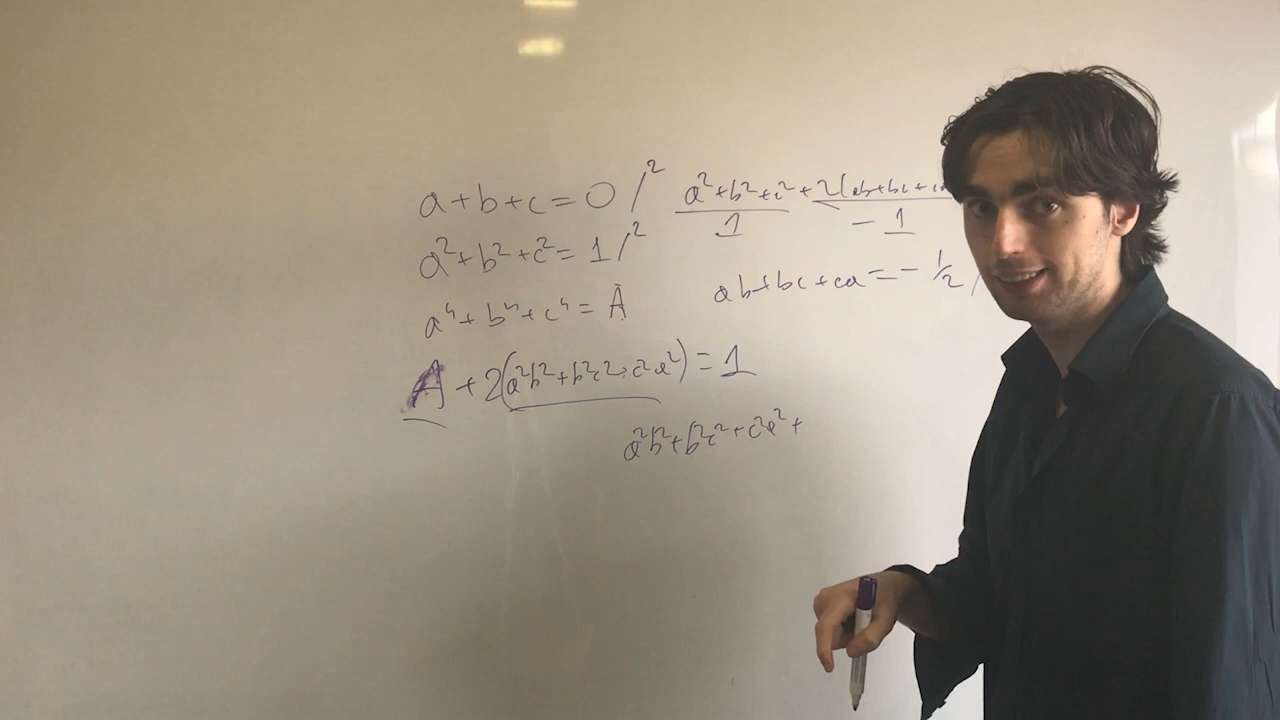 a+b+c=0 /²
a²+b²+c²+2(ab+bc+ca
1 -1
a²+b²+c²=1 /²
ab+bc+ca=-1/2 /
a⁴+b⁴+c⁴=A
A+2(a²b²+b²c²+c²a²)=1
a²b²+b²c²+c²a²+